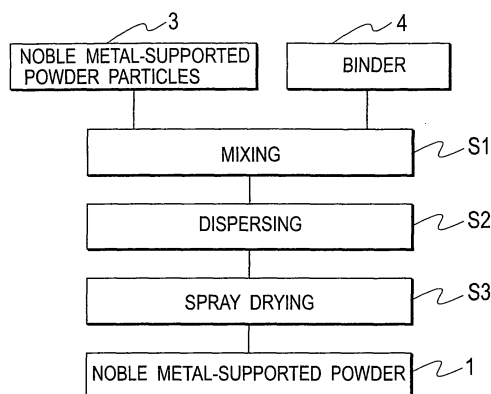 3
4
NOBLE METAL-SUPPORTED
POWDER PARTICLES
BINDER
MIXING
S1
DISPERSING
S2
SPRAY DRYING
S3
NOBLE METAL-SUPPORTED POWDER
1